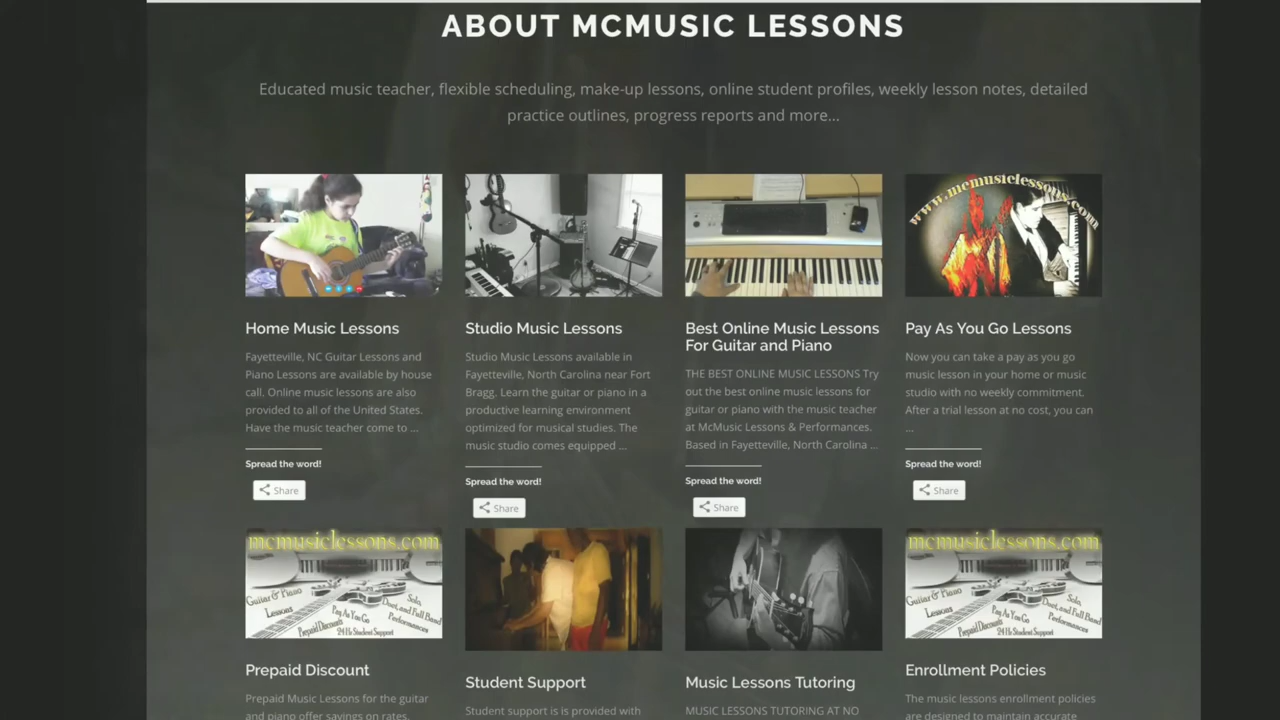 ABOUT MCMUSIC LESSONS
Educated music teacher, flexible scheduling, make-up lessons, online student profiles, weekly lesson notes, detailed
practice outlines, progress reports and more...
www.mcmusiclessons.com
Home Music Lessons
Fayetteville, NC Guitar Lessons and
Piano Lessons are available by house
call. Online music lessons are also
provided to all of the United States.
Have the music teacher come to ...
Spread the word!
Share
Studio Music Lessons
Studio Music Lessons available in
Fayetteville, North Carolina near Fort
Bragg. Learn the guitar or piano in a
productive learning environment
optimized for musical studies. The
music studio comes equipped ...
Spread the word!
Share
Best Online Music Lessons
For Guitar and Piano
THE BEST ONLINE MUSIC LESSONS Try
out the best online music lessons for
guitar or piano with the music teacher
at McMusic Lessons & Performances.
Based in Fayetteville, North Carolina ...
Spread the word!
Share
Pay As You Go Lessons
Now you can take a pay as you go
music lesson in your home or music
studio with no weekly commitment.
After a trial lesson at no cost, you can
...
Spread the word!
Share
mcmusiclessons.com
Guitar & Piano
Lessons
Pay As You Go
Prepaid Discounts
24 Hr Student Support
Solo,
Duet, and Full Band
Performances
Prepaid Discount
Prepaid Music Lessons for the guitar
and piano offer savings on rates.
Student Support
Student support is is provided with
Music Lessons Tutoring
MUSIC LESSONS TUTORING AT NO
mcmusiclessons.com
Guitar & Piano
Lessons
Pay As You Go
Prepaid Discounts
24 Hr Student Support
Solo,
Duet, and Full Band
Performances
Enrollment Policies
The music lessons enrollment policies
are designed to maintain accurate